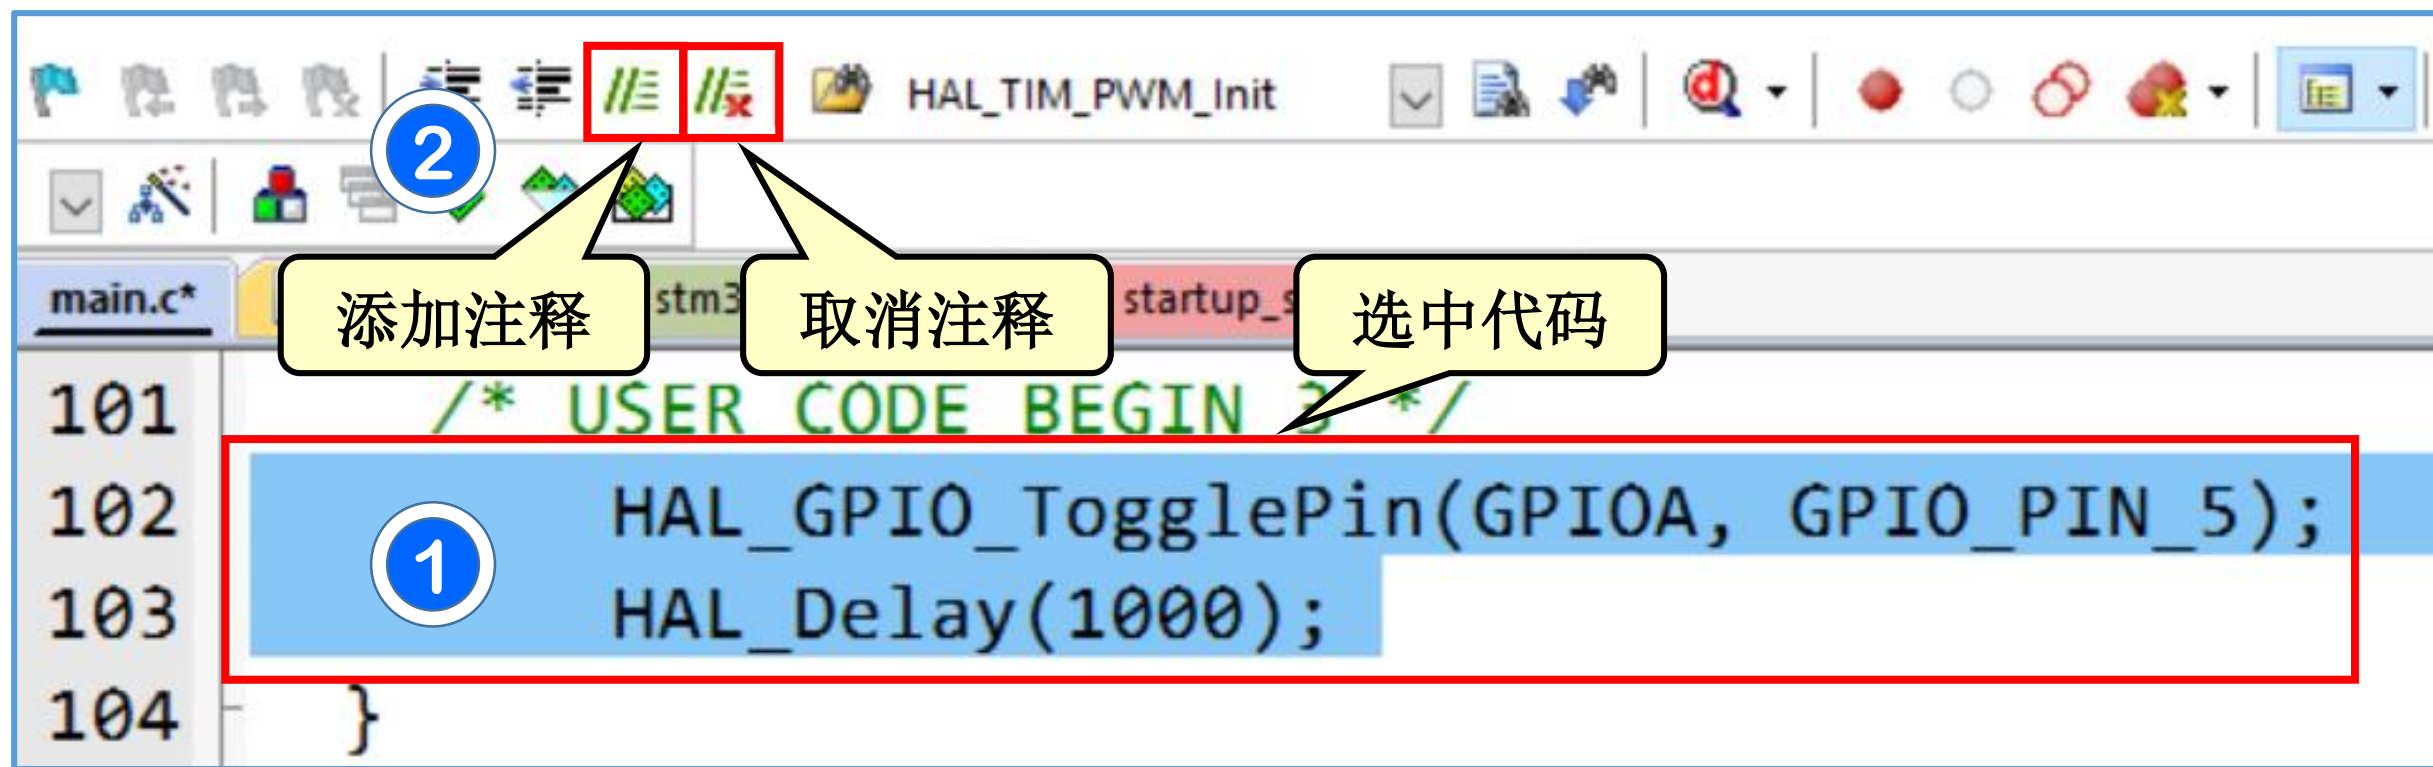 HAL_TIM_PWM_Init
2
main.c*
添加注释
stm3
取消注释
startup_s
选中代码
101 /* USER CODE BEGIN 3 */
102 HAL_GPIO_TogglePin(GPIOA, GPIO_PIN_5);
1
103 HAL_Delay(1000);
104 }